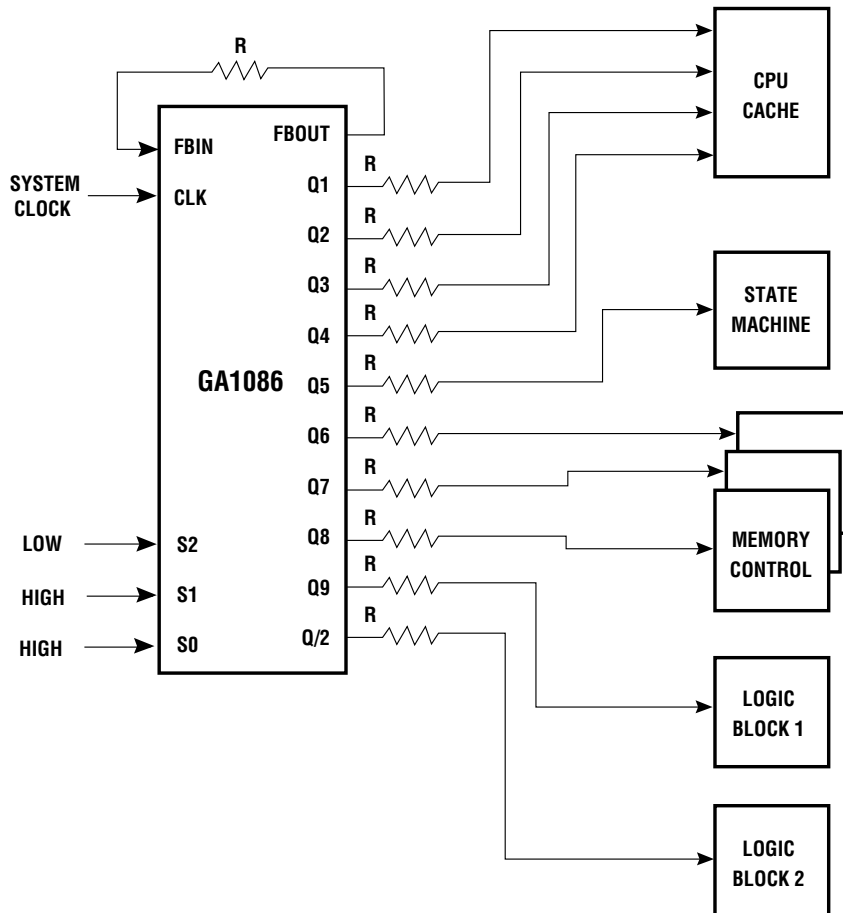 R
CPU
CACHE
FBOUT
FBIN
SYSTEM
CLOCK
CLK
R
Q1
R
Q2
R
Q3
R
Q4
STATE
MACHINE
GA1086
R
Q5
R
Q6
R
Q7
R
Q8
MEMORY
CONTROL
LOW
S2
R
Q9
HIGH
S1
R
Q/2
HIGH
S0
LOGIC
BLOCK 1
LOGIC
BLOCK 2